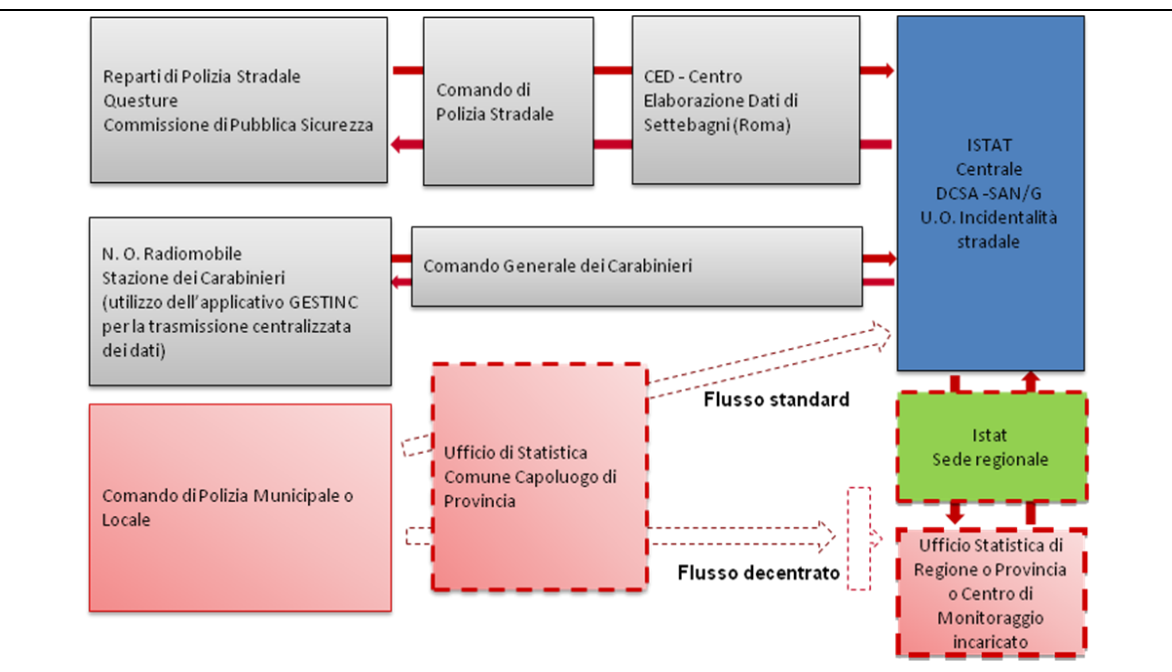 Reparti di Polizia Stradale
Questure
Commissione di Pubblica Sicurezza
Comando di
Polizia Stradale
CED - Centro
Elaborazione Dati di
Settebagni (Roma)
ISTAT
Centrale
DCSA -SAN/G
U.O. Incidentalità
stradale
N. O. Radiomobile
Stazione dei Carabinieri
(utilizzo dell'applicativo GESTINC
per la trasmissione centralizzata
dei dati)
Comando Generale dei Carabinieri
Flusso standard
Comando di Polizia Municipale o
Locale
Ufficio di Statistica
Comune Capoluogo di
Provincia
Istat
Sede regionale
Flusso decentrato
Ufficio Statistica di
Regione o Provincia
o Centro di
Monitoraggio
incaricato